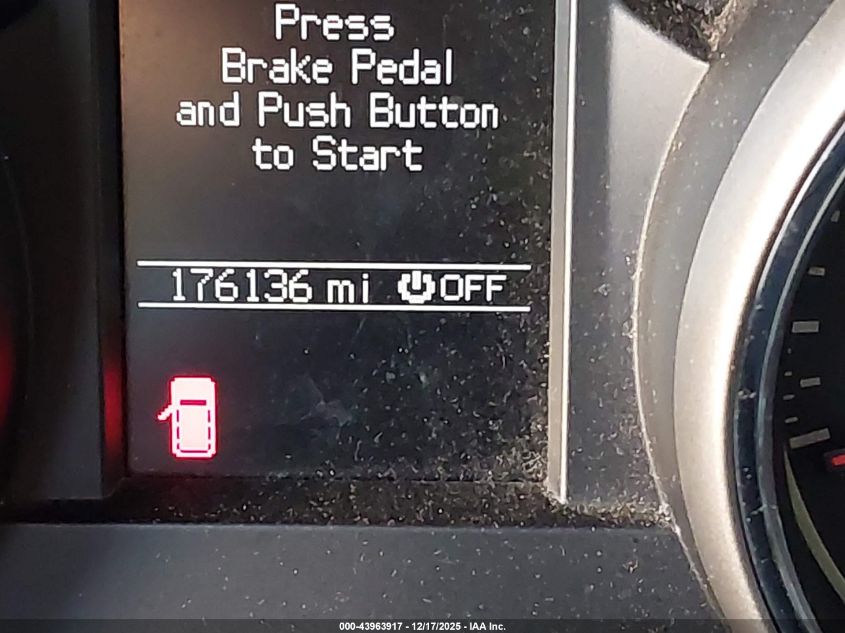 Press
Brake Pedal
and Push Button
to Start
176136 mi OFF
000-43963917 - 12/17/2025 - IAA Inc.